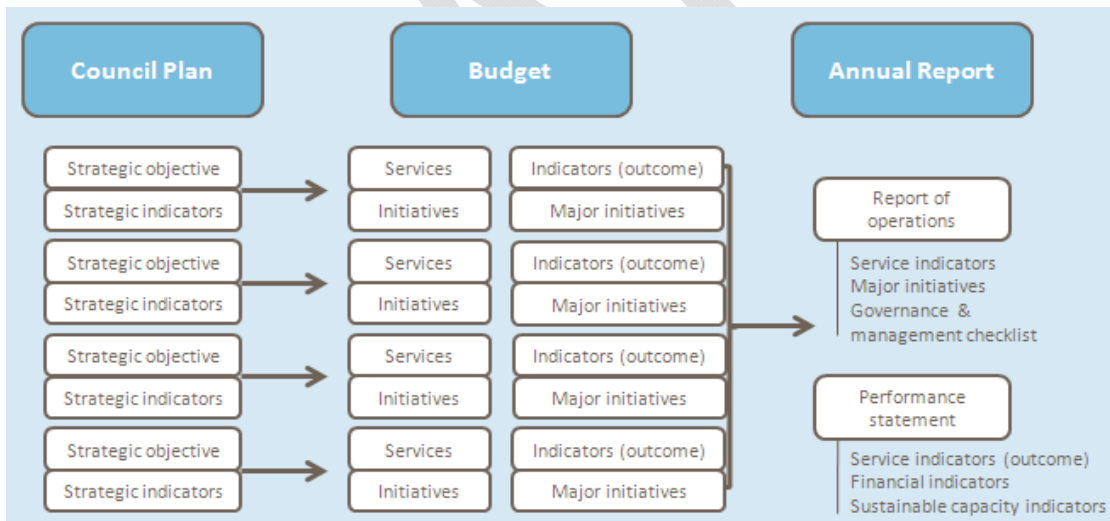 Council Plan
Budget
Annual Report
Strategic objective
Strategic indicators
Services
Initiatives
Indicators (outcome)
Major initiatives
Strategic objective
Strategic indicators
Services
Initiatives
Indicators (outcome)
Major initiatives
Strategic objective
Strategic indicators
Services
Initiatives
Indicators (outcome)
Major initiatives
Strategic objective
Strategic indicators
Services
Initiatives
Indicators (outcome)
Major initiatives
Report of
operations
Service indicators
Major initiatives
Governance &
management checklist
Performance
statement
Service indicators (outcome)
Financial indicators
Sustainable capacity indicators